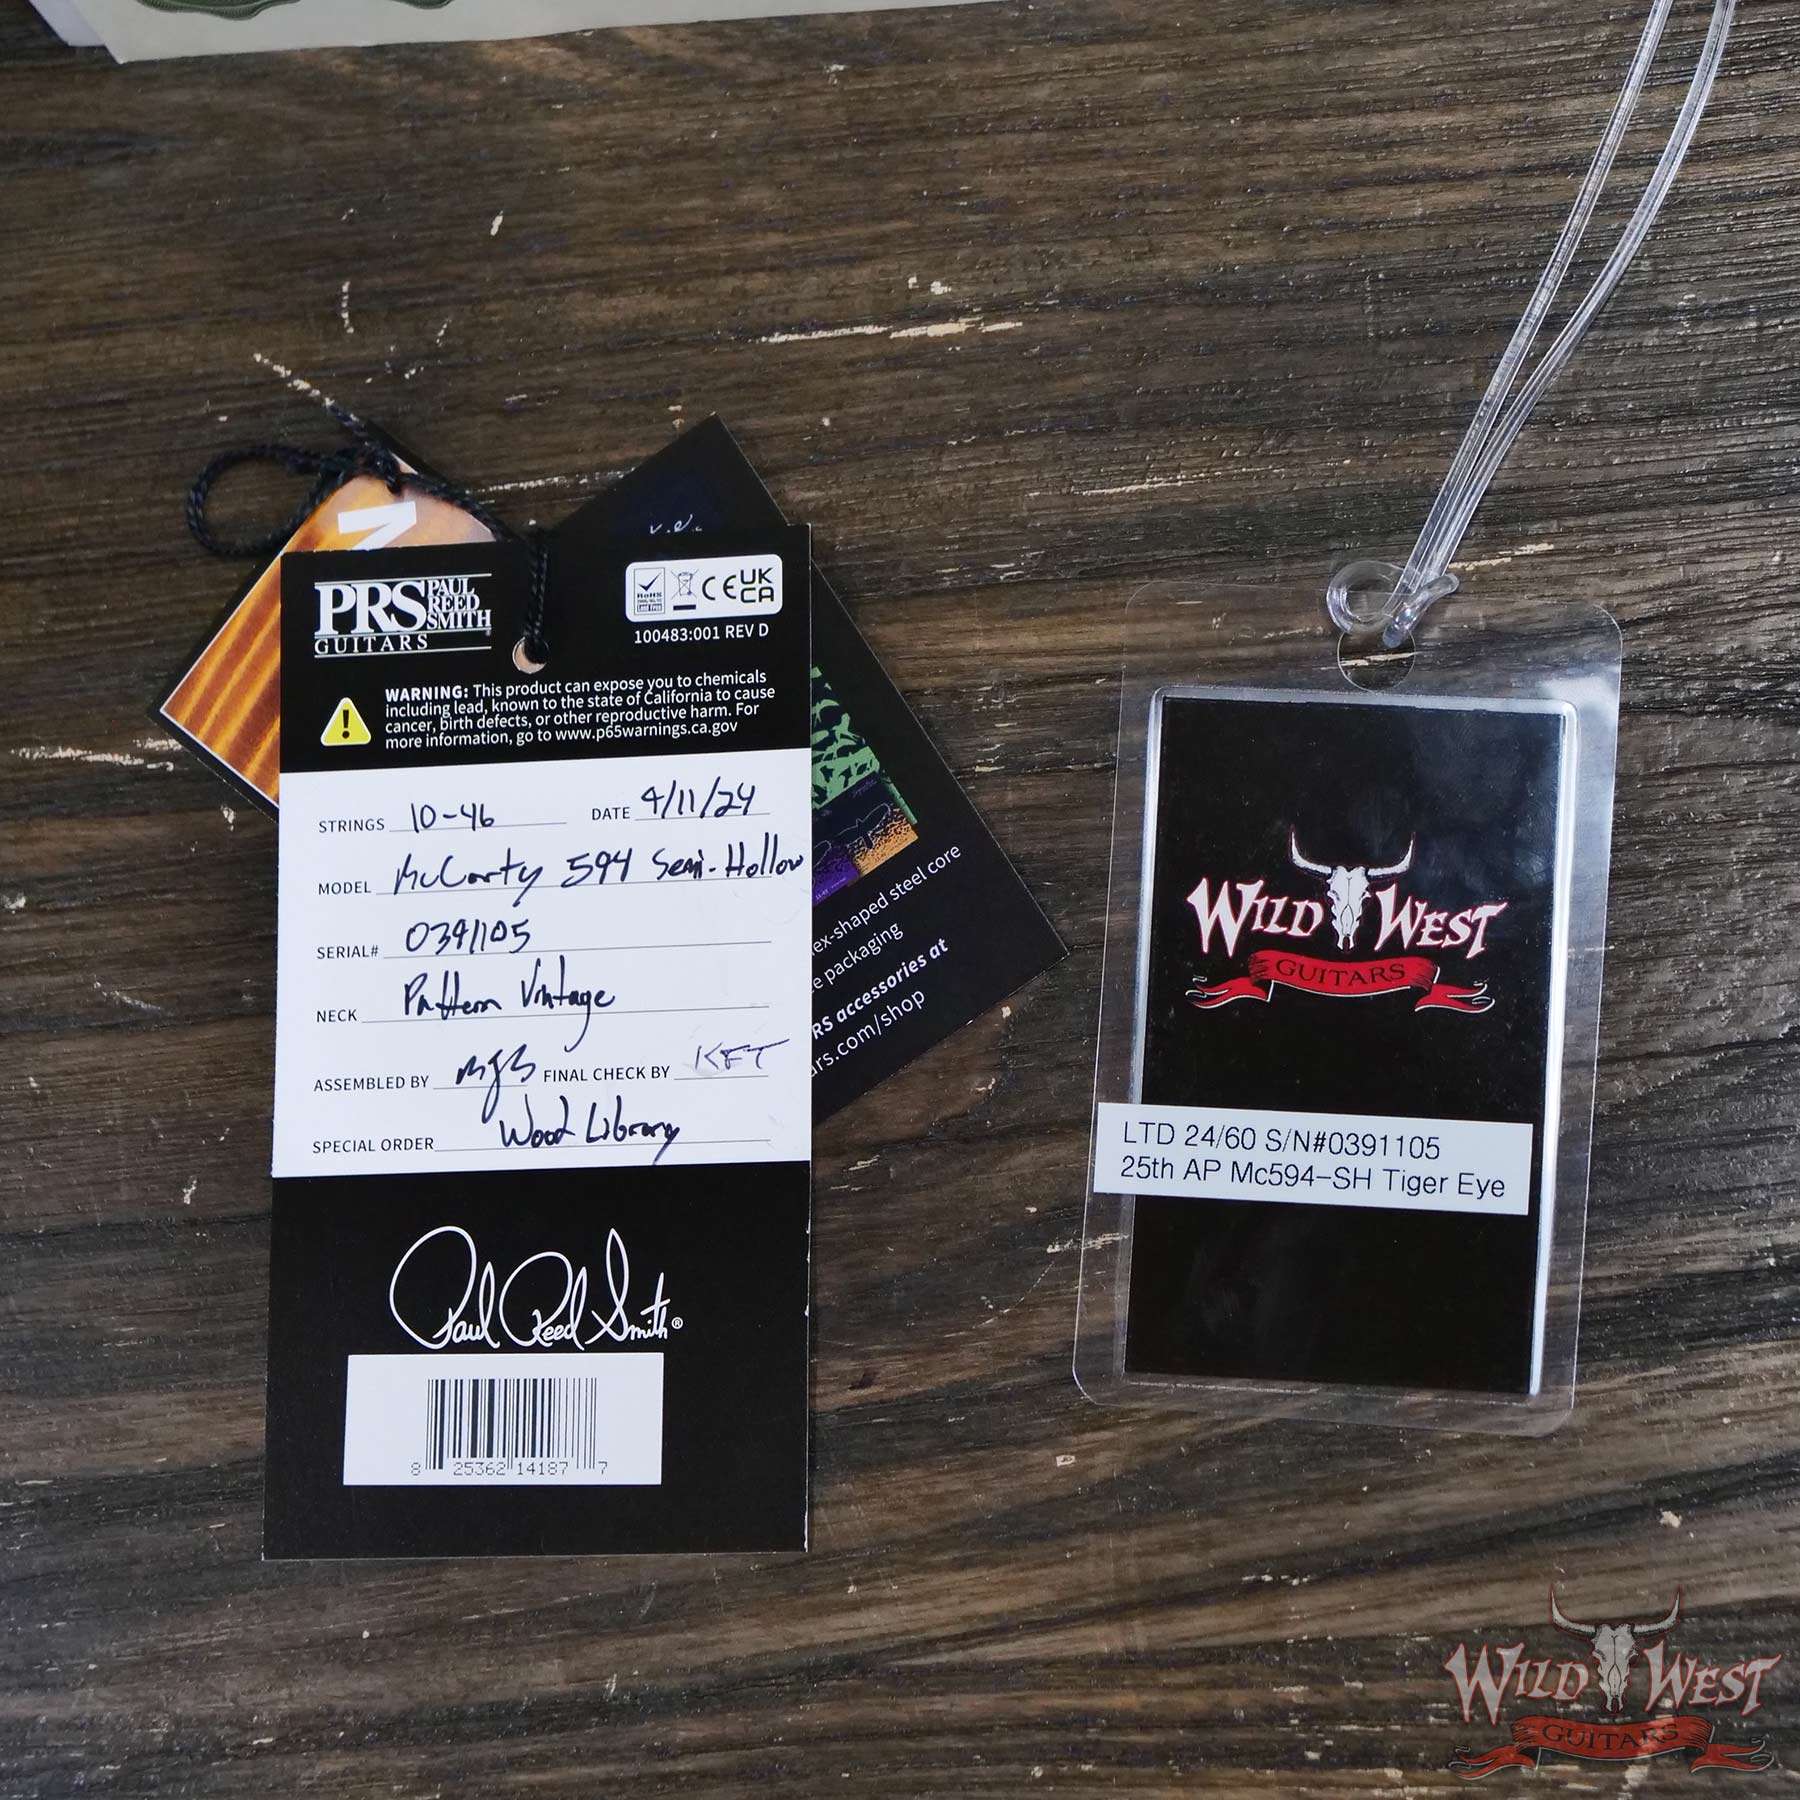 PRS PAUL REED SMITH
GUITARS
RoHS
Lead Free
CE UK CA
100483:001 REV D
WARNING: This product can expose you to chemicals
including lead, known to the state of California to cause
cancer, birth defects, or other reproductive harm. For
more information, go to www.p65warnings.ca.gov
STRINGS 10-46 DATE 4/11/24
MODEL McCarty 594 Semi-Hollow
SERIAL# 0391105
NECK Pattern Vintage
ASSEMBLED BY MJB FINAL CHECK BY KFT
SPECIAL ORDER Wood Library
Paul Reed Smith®
8 25362 14187 7
ex-shaped steel core
e packaging
RS accessories at
ars.com/shop
WILD WEST
GUITARS
LTD 24/60 S/N#0391105
25th AP Mc594-SH Tiger Eye
WILD WEST
GUITARS